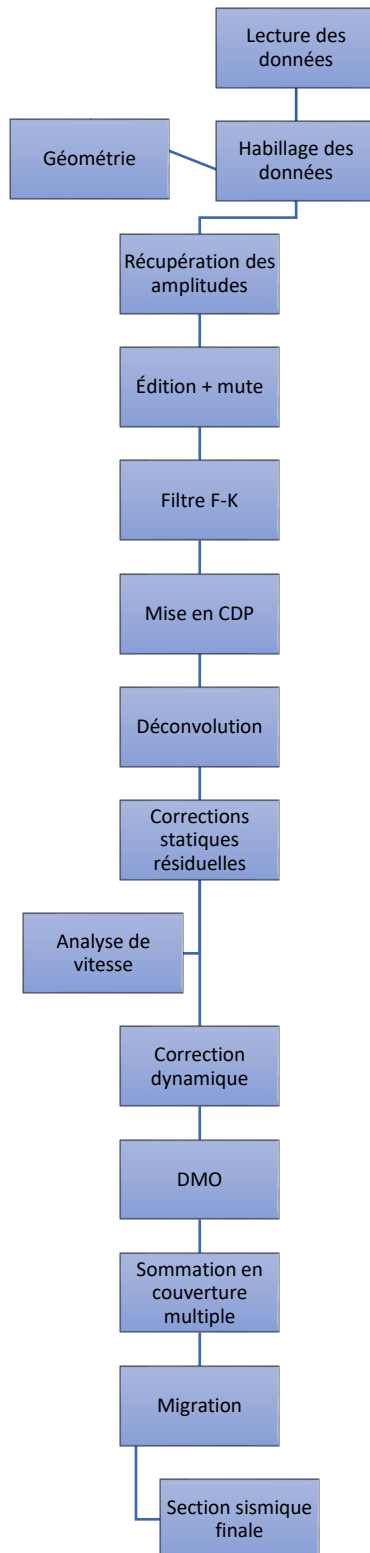 Lecture des
données
Géométrie
Habillage des
données
Récupération des
amplitudes
Édition + mute
Filtre F-K
Mise en CDP
Déconvolution
Corrections
statiques
résiduelles
Analyse de
vitesse
Correction
dynamique
DMO
Sommation en
couverture
multiple
Migration
Section sismique
finale